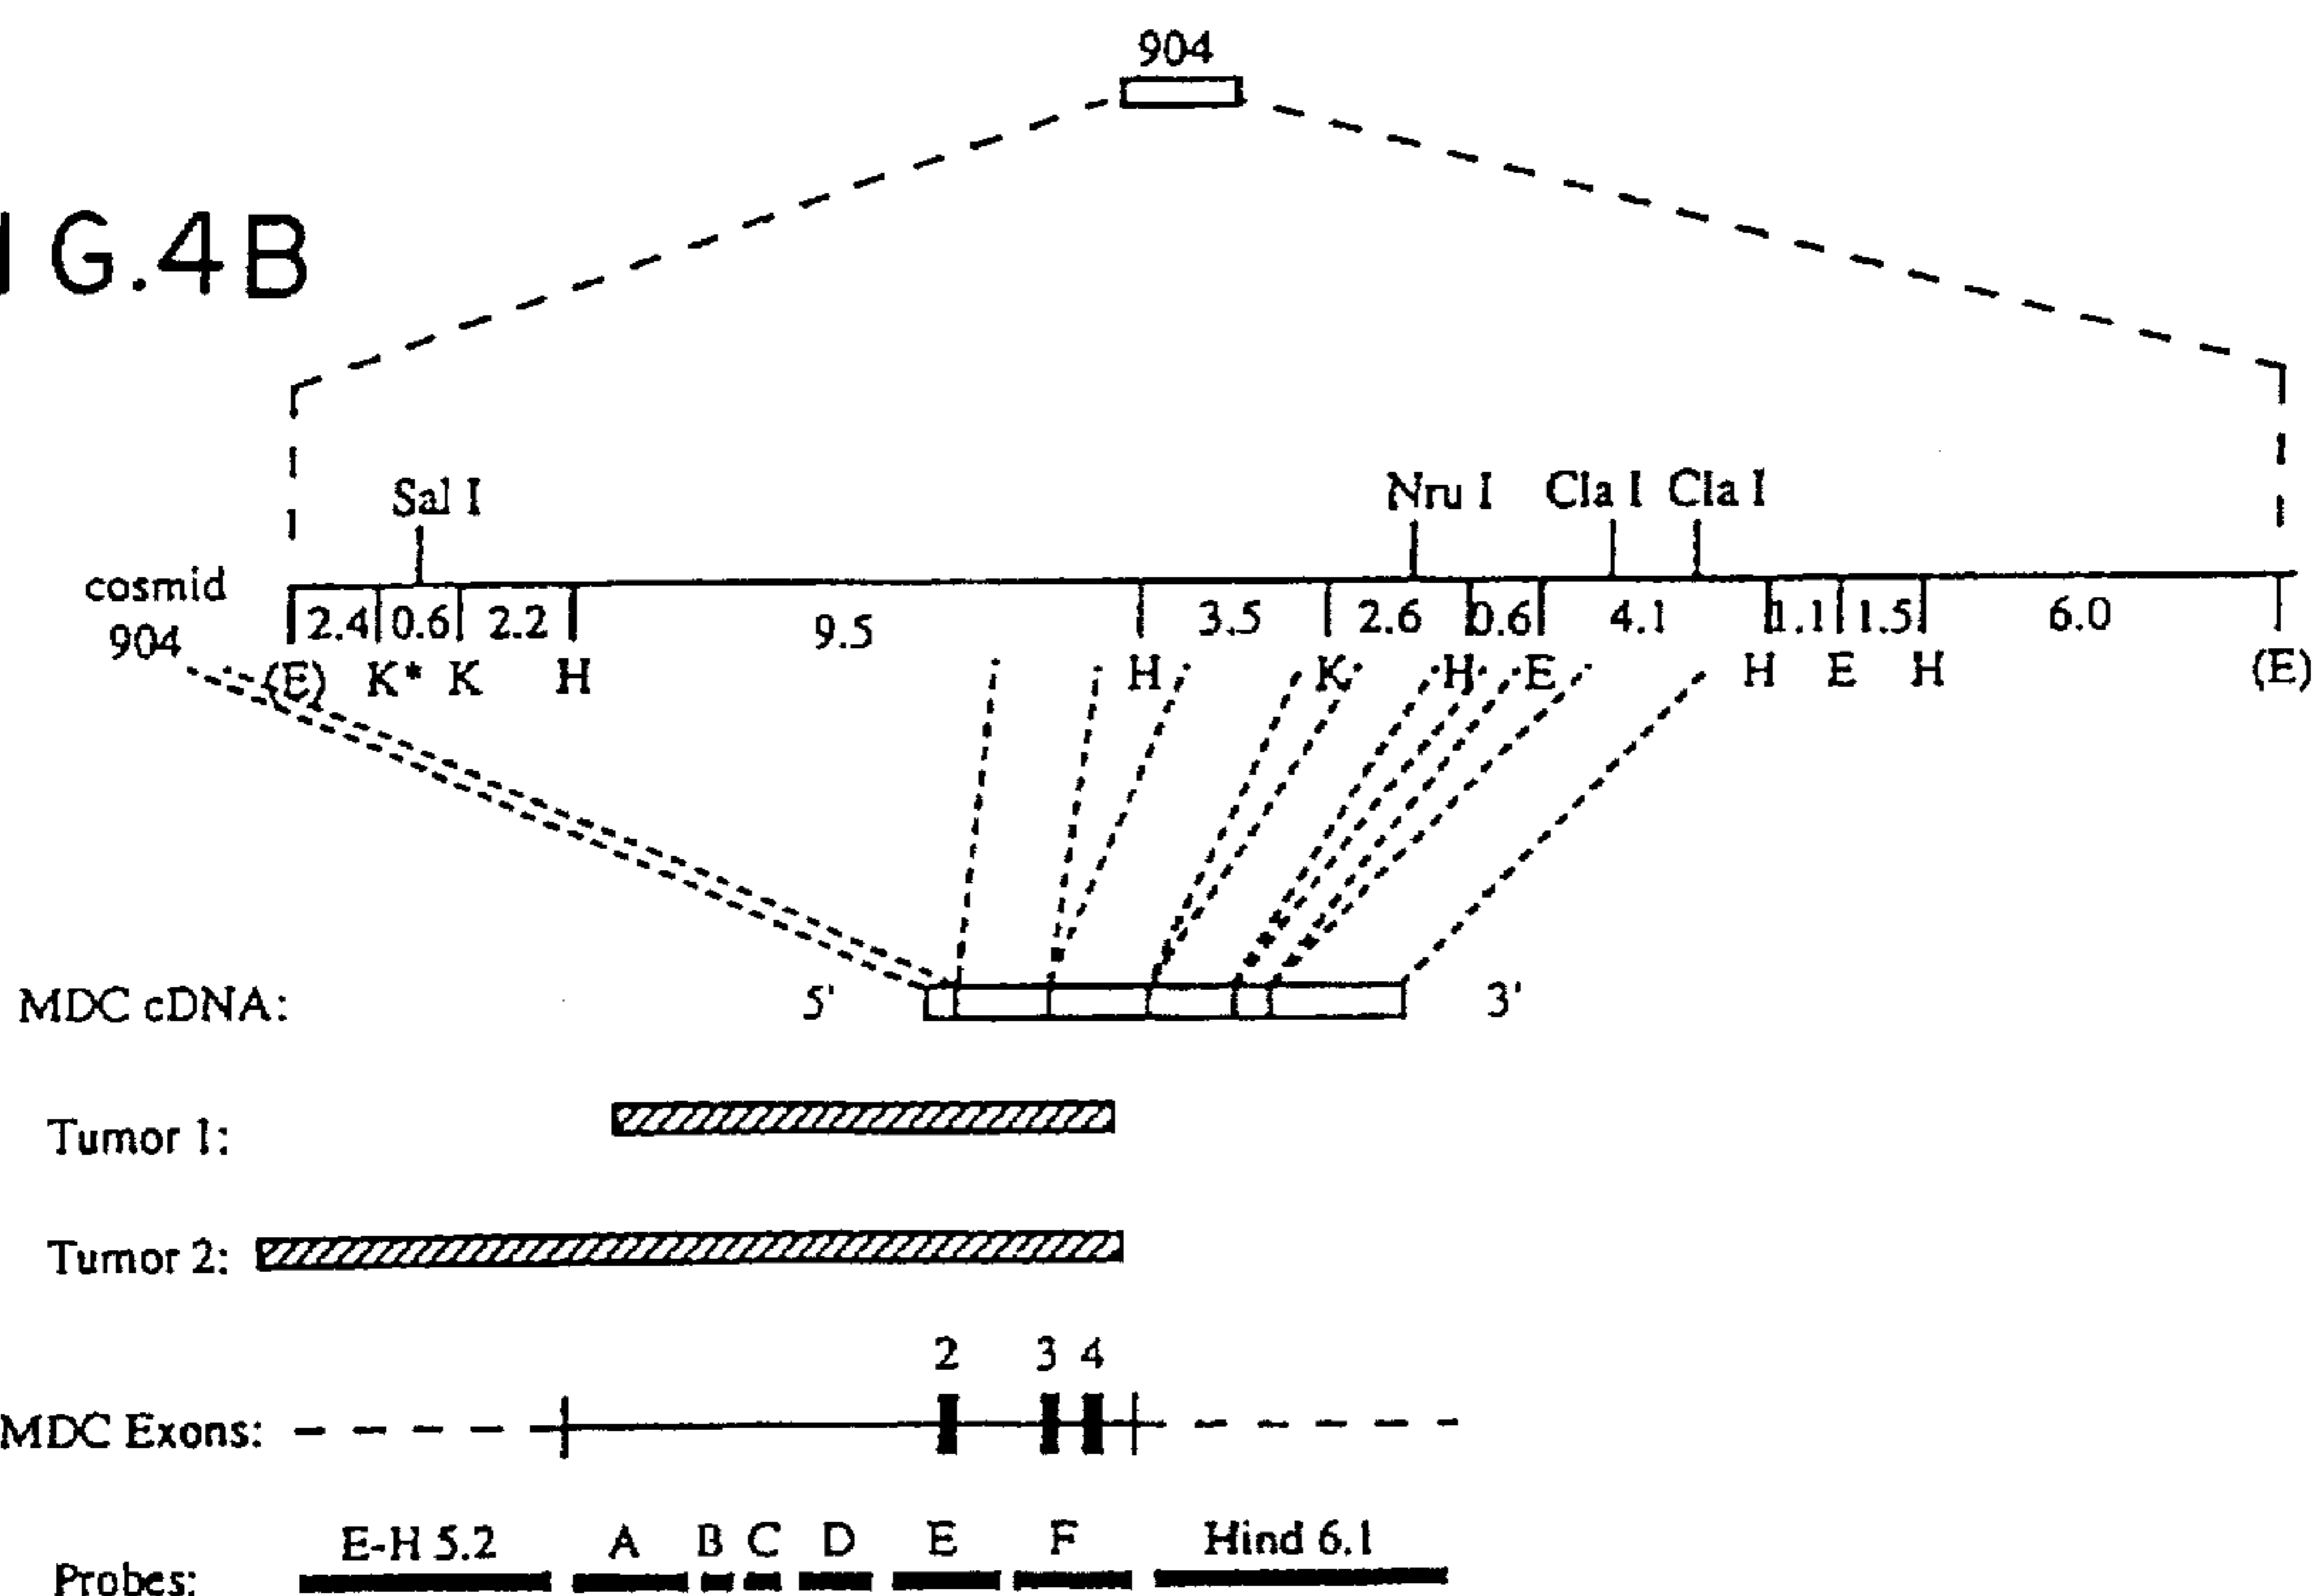 904
IG.4B
Sal I Nru I Cla I Cla I
cosmid
904
2.4 0.6 2.2 9.5 3.5 2.6 0.6 4.1 1.1 1.5 6.0
(E) K* K H H K H E H E H (E)
MDC cDNA: 5' 3'
Tumor 1:
Tumor 2:
2 3 4
MDC Exons:
E-H 5.2 A B C D E F Hind 6.1
Probes: